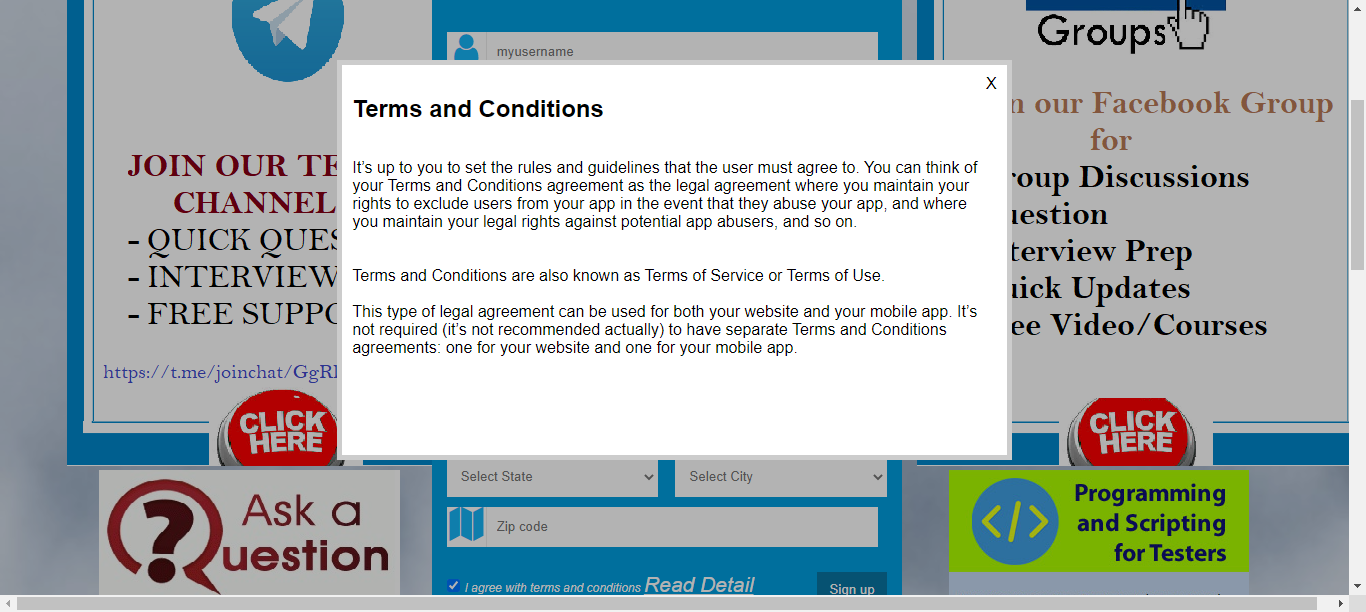 JOIN OUR TE
CHANNEL
- QUICK QUES
- INTERVIEW
- FREE SUPPO
https://t.me/joinchat/GgR
CLICK
HERE
Ask a
Question
myusername
X
Terms and Conditions
It’s up to you to set the rules and guidelines that the user must agree to. You can think of
your Terms and Conditions agreement as the legal agreement where you maintain your
rights to exclude users from your app in the event that they abuse your app, and where
you maintain your legal rights against potential app abusers, and so on.
Terms and Conditions are also known as Terms of Service or Terms of Use.
This type of legal agreement can be used for both your website and your mobile app. It’s
not required (it’s not recommended actually) to have separate Terms and Conditions
agreements: one for your website and one for your mobile app.
Select State
Select City
Zip code
I agree with terms and conditions Read Detail
Sign up
Groups
n our Facebook Group
for
roup Discussions
uestion
terview Prep
uick Updates
ee Video/Courses
CLICK
HERE
</>
Programming
and Scripting
for Testers